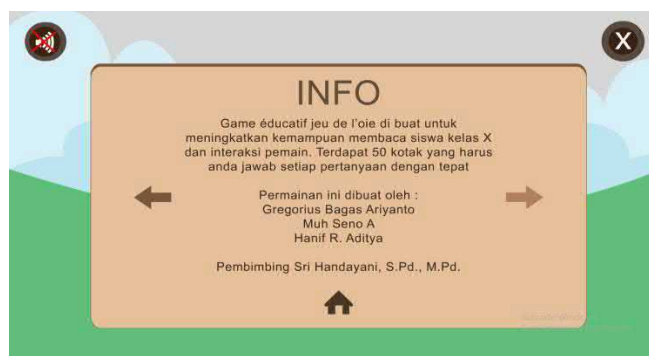 X
INFO
Game éducatif jeu de l'oie di buat untuk
meningkatkan kemampuan membaca siswa kelas X
dan interaksi pemain. Terdapat 50 kotak yang harus
anda jawab setiap pertanyaan dengan tepat
Permainan ini dibuat oleh :
Gregorius Bagas Ariyanto
Muh Seno A
Hanif R. Aditya
Pembimbing Sri Handayani, S.Pd., M.Pd.